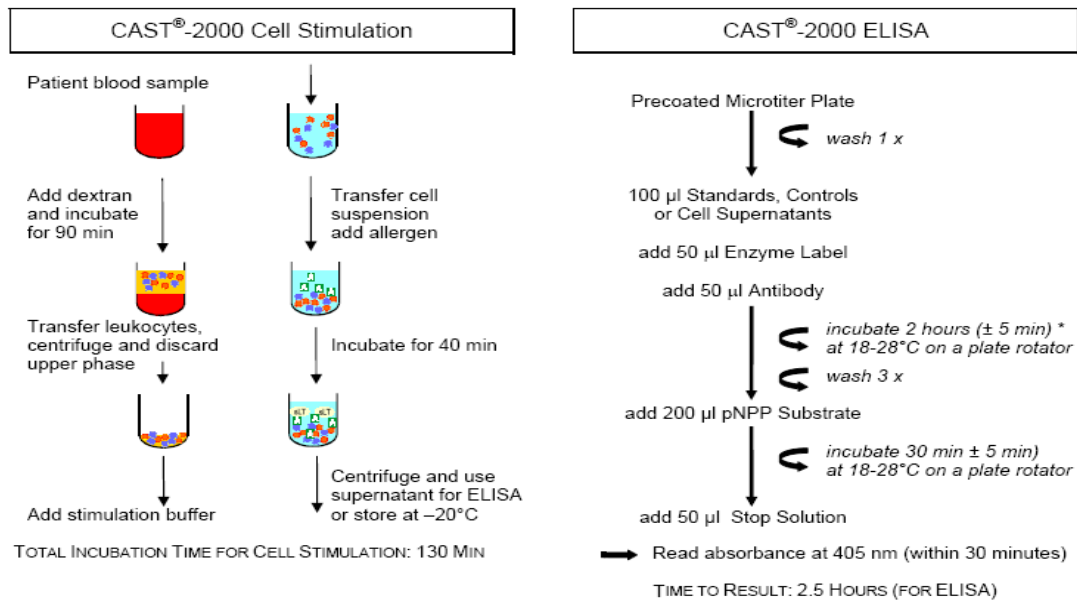 CAST®-2000 Cell Stimulation
Patient blood sample
Add dextran
and incubate
for 90 min
Transfer leukocytes,
centrifuge and discard
upper phase
Add stimulation buffer
Transfer cell
suspension
add allergen
Incubate for 40 min
sLT sLT
Centrifuge and use
supernatant for ELISA
or store at –20°C
TOTAL INCUBATION TIME FOR CELL STIMULATION: 130 MIN
CAST®-2000 ELISA
Precoated Microtiter Plate
wash 1 x
100 µl Standards, Controls
or Cell Supernatants
add 50 µl Enzyme Label
add 50 µl Antibody
incubate 2 hours (± 5 min) *
at 18-28°C on a plate rotator
wash 3 x
add 200 µl pNPP Substrate
incubate 30 min ± 5 min)
at 18-28°C on a plate rotator
add 50 µl Stop Solution
Read absorbance at 405 nm (within 30 minutes)
TIME TO RESULT: 2.5 HOURS (FOR ELISA)